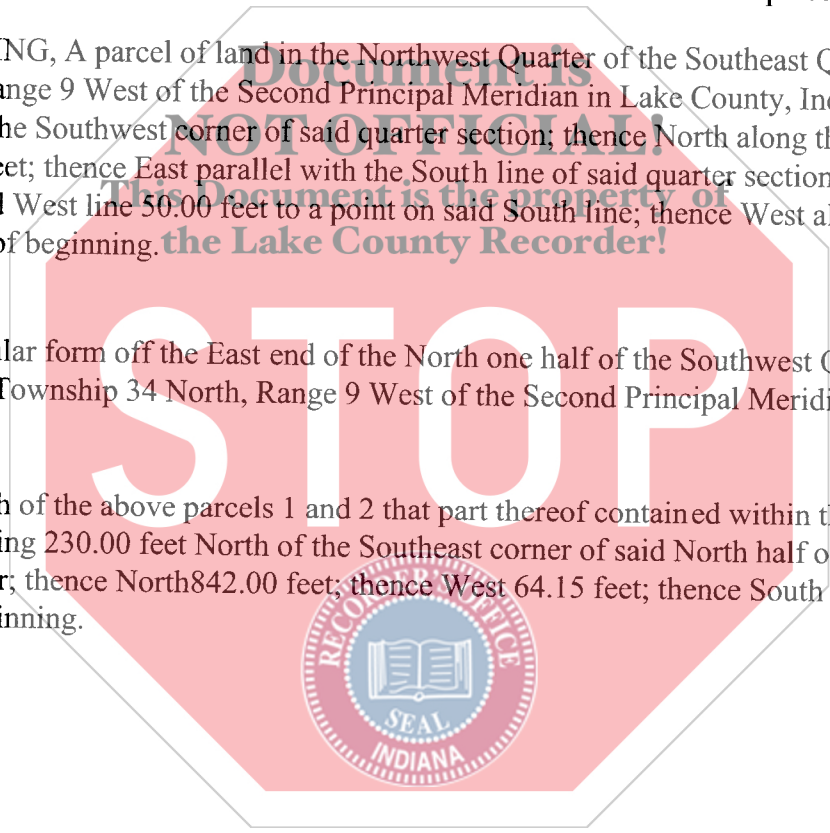 ING, A parcel of land in the Northwest Quarter of the Southeast Q
Document is
ange 9 West of the Second Principal Meridian in Lake County, Ind
NOT OFFICIAL!
he Southwest corner of said quarter section; thence North along th
eet; thence East parallel with the South line of said quarter section
This Document is the property of
West line 50.00 feet to a point on said South line; thence West al
the Lake County Recorder!
of beginning.
STOP
lar form off the East end of the North one half of the Southwest Q
Township 34 North, Range 9 West of the Second Principal Meridi
h of the above parcels 1 and 2 that part thereof contained within th
ing 230.00 feet North of the Southeast corner of said North half o
r; thence North842.00 feet; thence West 64.15 feet; thence South
inning.
RECORDER'S OFFICE
SEAL
INDIANA